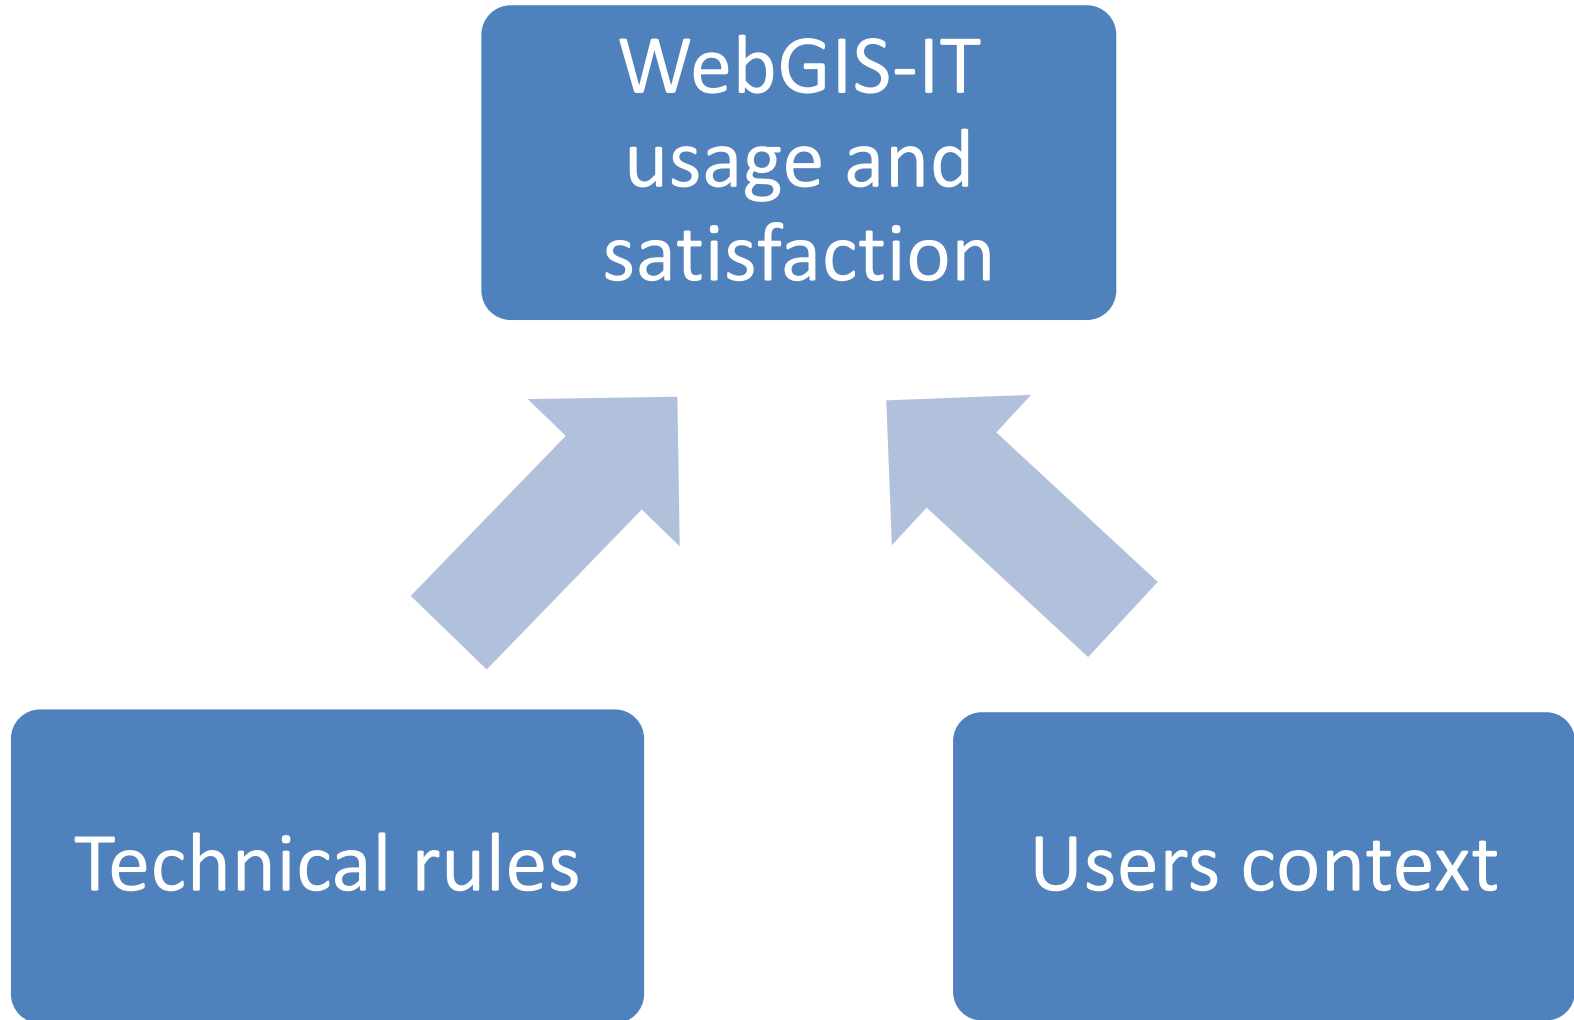 WebGIS-IT
usage and
satisfaction
Technical rules
Users context